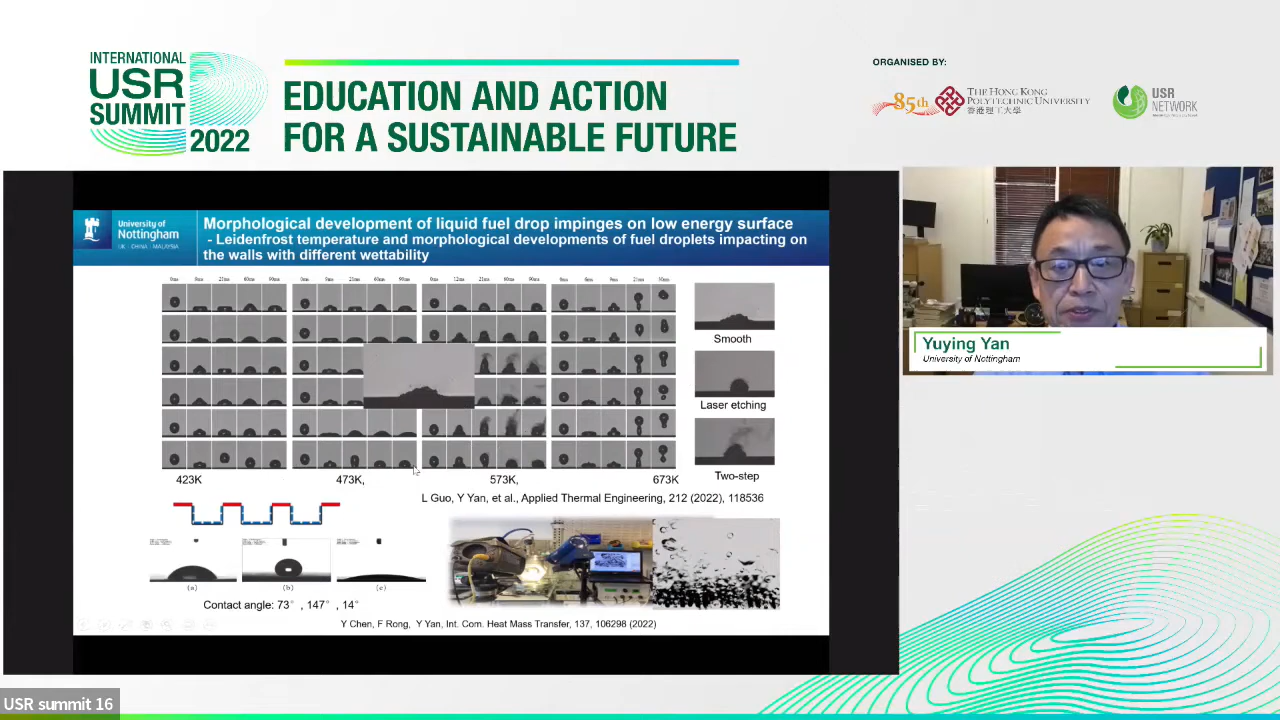 INTERNATIONAL
USR
SUMMIT
2022
EDUCATION AND ACTION
FOR A SUSTAINABLE FUTURE
ORGANISED BY:
85th
THE HONG KONG
POLYTECHNIC UNIVERSITY
香港理工大學
USR
NETWORK
University of
Nottingham
UK | CHINA | MALAYSIA
Morphological development of liquid fuel drop impinges on low energy surface
- Leidenfrost temperature and morphological developments of fuel droplets impacting on
the walls with different wettability
Smooth
Laser etching
Two-step
423K
473K,
573K,
673K
L Guo, Y Yan, et al., Applied Thermal Engineering, 212 (2022), 118536
(a)
(b)
(c)
Contact angle: 73°, 147°, 14°
Y Chen, F Rong, Y Yan, Int. Com. Heat Mass Transfer, 137, 106298 (2022)
Yuying Yan
University of Nottingham
USR summit 16